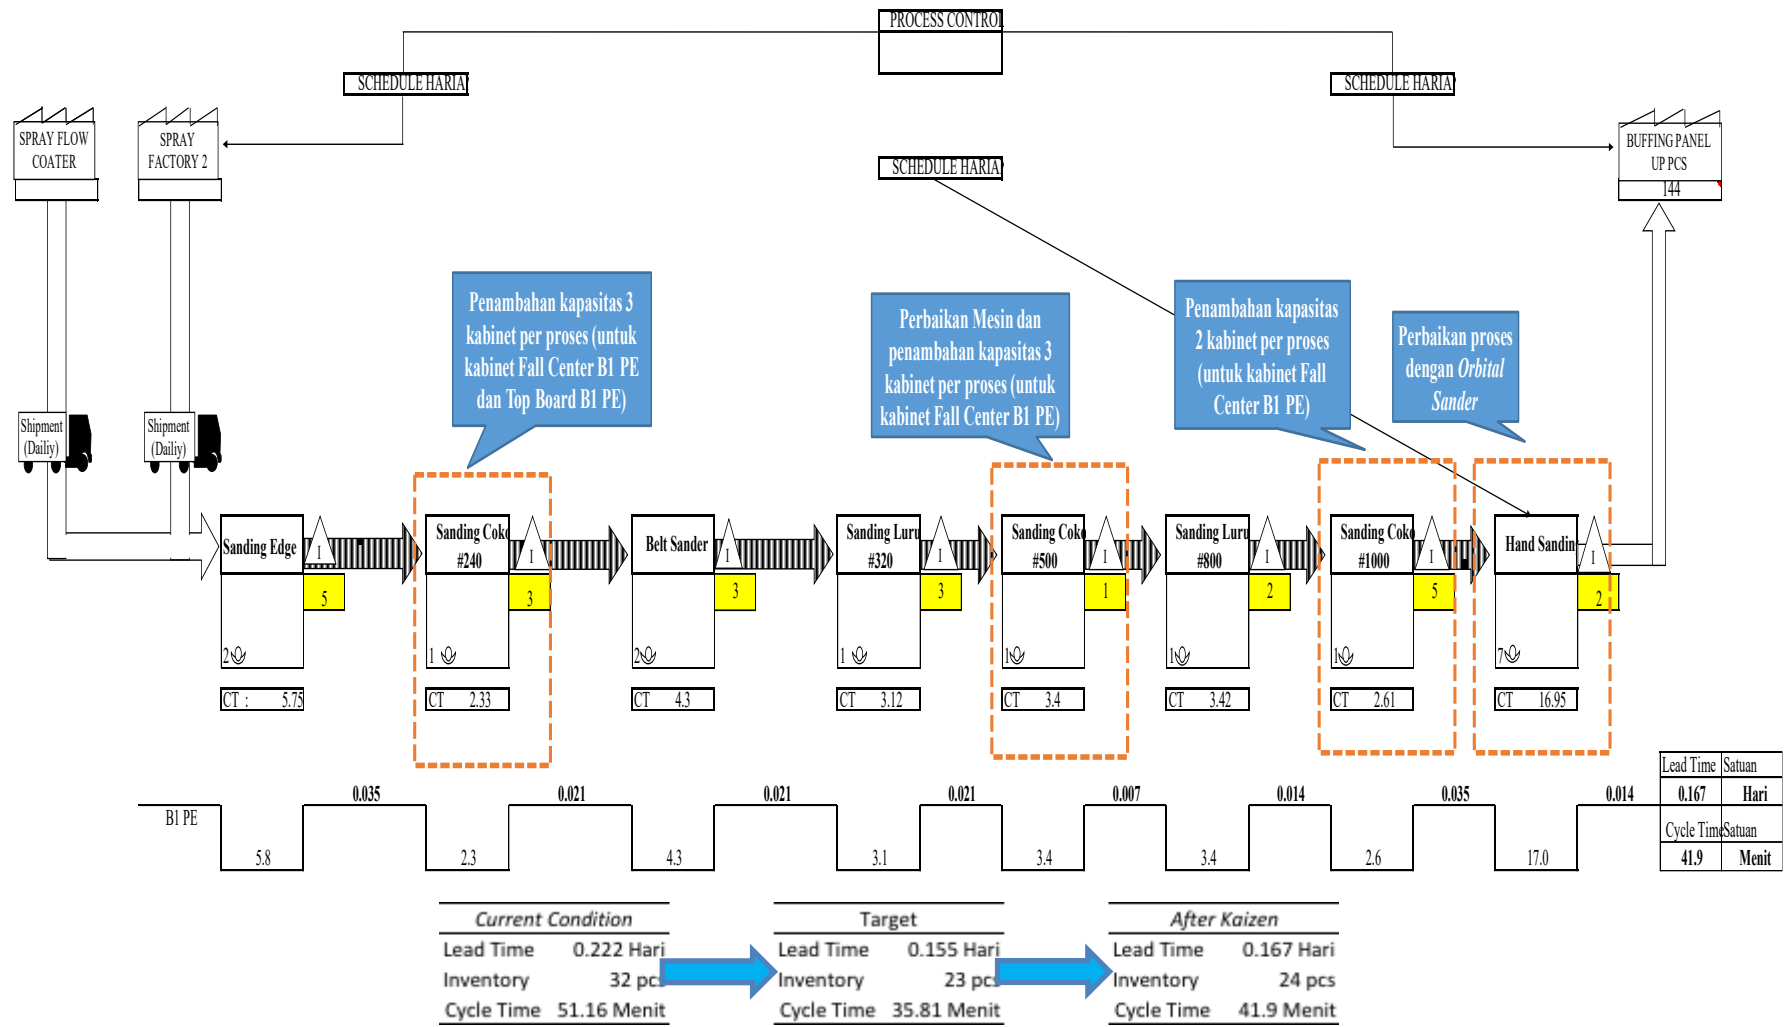 PROCESS CONTROL
SCHEDULE HARIA
SCHEDULE HARIA
SPRAY FLOW
COATER
SPRAY
FACTORY 2
SCHEDULE HARIA
BUFFING PANEL
UP PCS
144
Penambahan kapasitas 3
kabinet per proses (untuk
kabinet Fall Center B1 PE
dan Top Board B1 PE)
Perbaikan Mesin dan
penambahan kapasitas 3
kabinet per proses (untuk
kabinet Fall Center B1 PE)
Penambahan kapasitas
2 kabinet per proses
(untuk kabinet Fall
Center B1 PE)
Perbaikan proses
dengan Orbital
Sander
Shipment
(Dailiy)
Shipment
(Dailiy)
Sanding Edge
I
5
2
CT : 5.75
Sanding Coko
#240
I
3
1
CT 2.33
Belt Sander
I
3
2
CT 4.3
Sanding Luru
#320
I
3
1
CT 3.12
Sanding Coko
#500
I
1
1
CT 3.4
Sanding Luru
#800
I
2
1
CT 3.42
Sanding Coko
#1000
I
5
1
CT 2.61
Hand Sandin
I
2
7
CT 16.95
B1 PE
0.035 0.021 0.021 0.021 0.007 0.014 0.035 0.014
5.8 2.3 4.3 3.1 3.4 3.4 2.6 17.0
Lead Time Satuan
0.167 Hari
Cycle Time Satuan
41.9 Menit
Current Condition
Lead Time 0.222 Hari
Inventory 32 pcs
Cycle Time 51.16 Menit
Target
Lead Time 0.155 Hari
Inventory 23 pcs
Cycle Time 35.81 Menit
After Kaizen
Lead Time 0.167 Hari
Inventory 24 pcs
Cycle Time 41.9 Menit